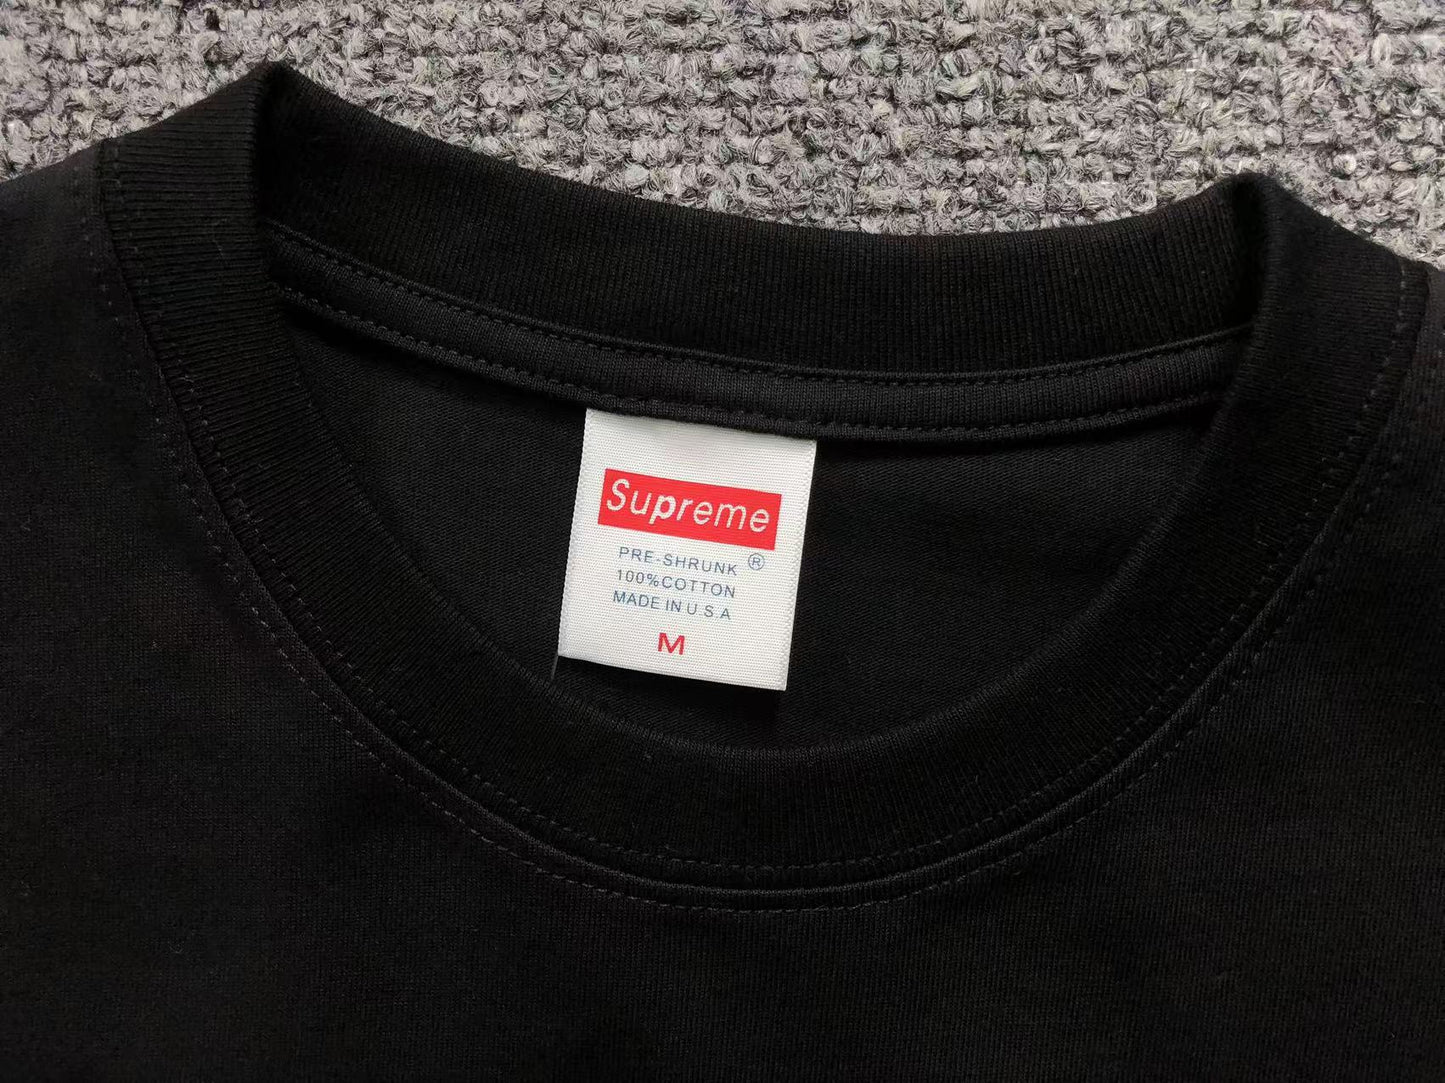 Supreme
PRE-SHRUNK ®
100%COTTON
MADE IN U S A
M